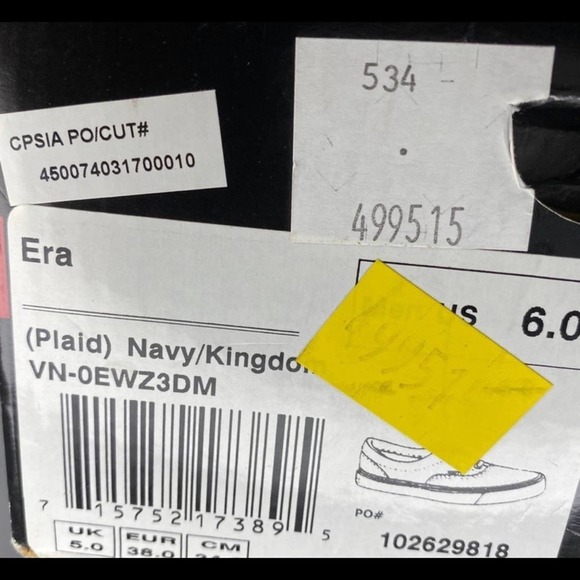 534 -
CPSIA PO/CUT#
450074031700010
499515
Era
US 6.0
(Plaid) Navy/Kingdom
VN-0EWZ3DM
7 15752 17389 5
PO#
102629818
UK EUR CM
5.0 38.0